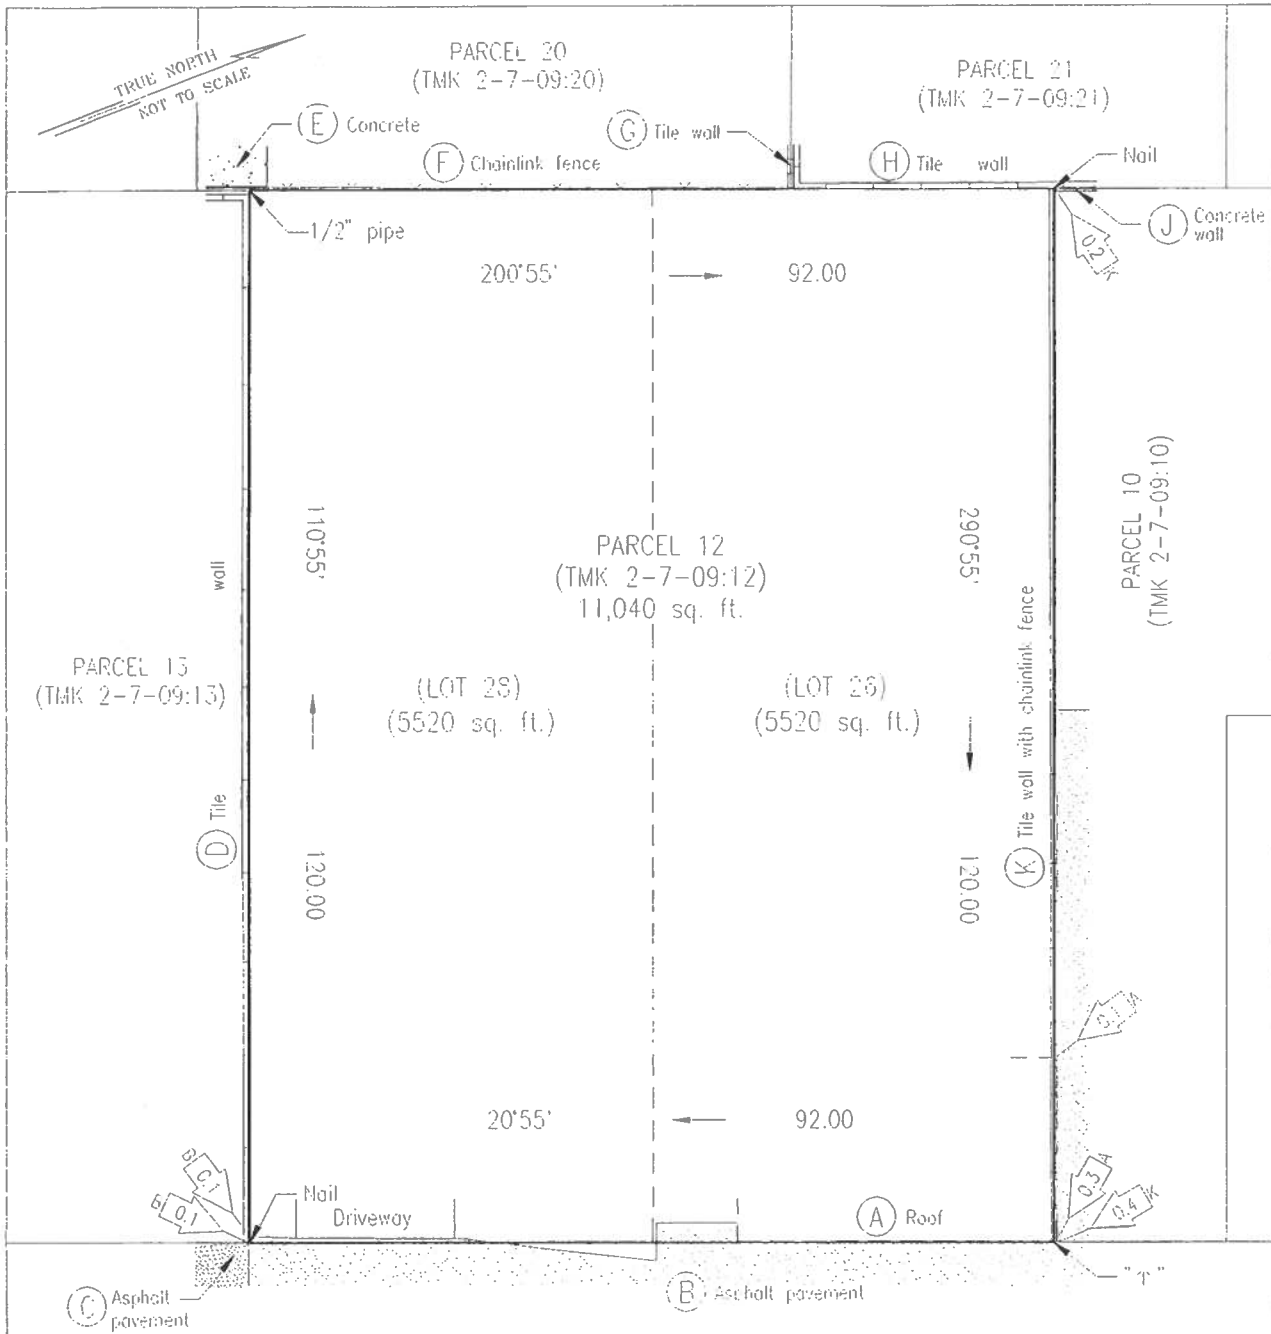 TRUE NORTH
NOT TO SCALE
PARCEL 20
(TMK 2-7-09:20)
PARCEL 21
(TMK 2-7-09:21)
E Concrete
F Chainlink fence
G Tile wall
H Tile wall
Nail
J Concrete
wall
0.2 K
1/2" pipe
200°55' 92.00
110°55'
120.00
290°55'
120.00
PARCEL 12
(TMK 2-7-09:12)
11,040 sq. ft.
PARCEL 10
(TMK 2-7-09:10)
PARCEL 13
(TMK 2-7-09:13)
(LOT 28)
(5520 sq. ft.)
(LOT 26)
(5520 sq. ft.)
D Tile wall
K Tile wall with chainlink fence
0.1 K
20°55' 92.00
B 0.1
B 0.1
Nail
Driveway
A Roof
0.3 A
0.4 K
"T"
C Asphalt
pavement
B Asphalt pavement